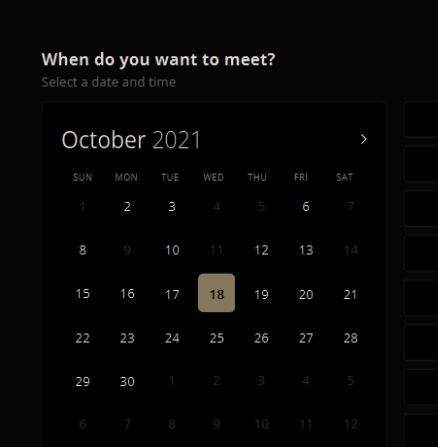 When do you want to meet?
Select a date and time
October 2021
SUN MON TUE WED THU FRI SAT
1 2 3 4 5 6 7
8 9 10 11 12 13 14
15 16 17 18 19 20 21
22 23 24 25 26 27 28
29 30 1 2 3 4 5
6 7 8 9 10 11 12